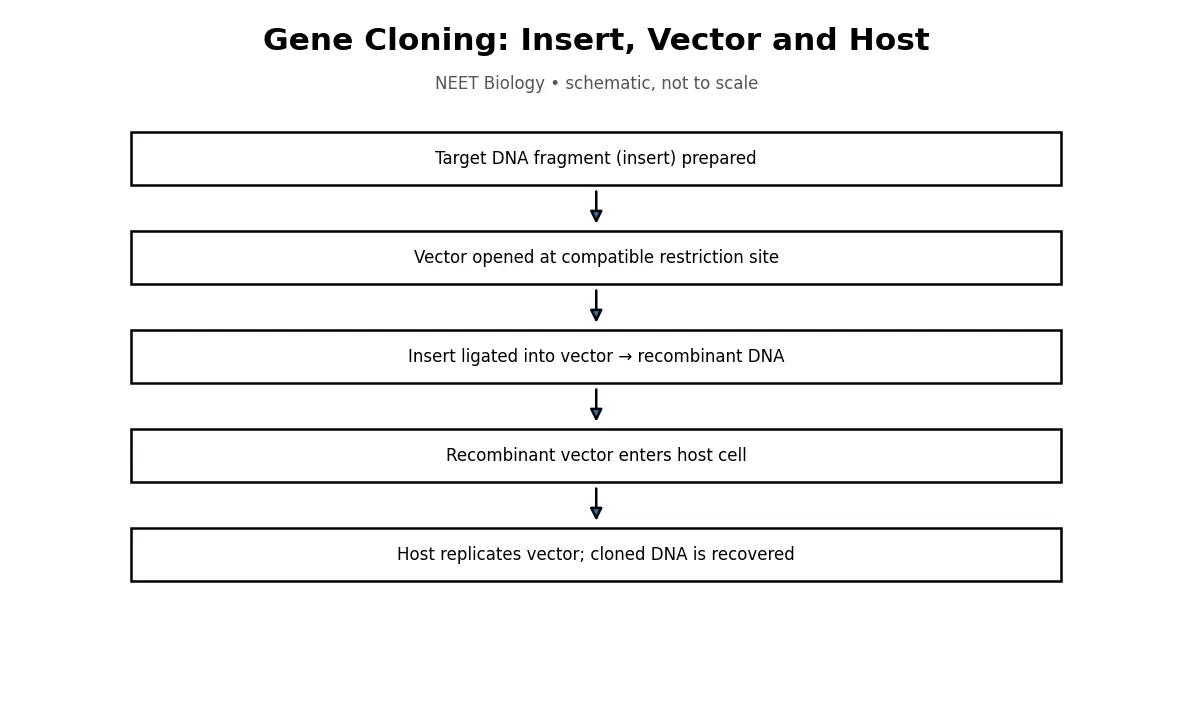 Gene Cloning: Insert, Vector and Host
NEET Biology • schematic, not to scale
Target DNA fragment (insert) prepared
Vector opened at compatible restriction site
Insert ligated into vector → recombinant DNA
Recombinant vector enters host cell
Host replicates vector; cloned DNA is recovered